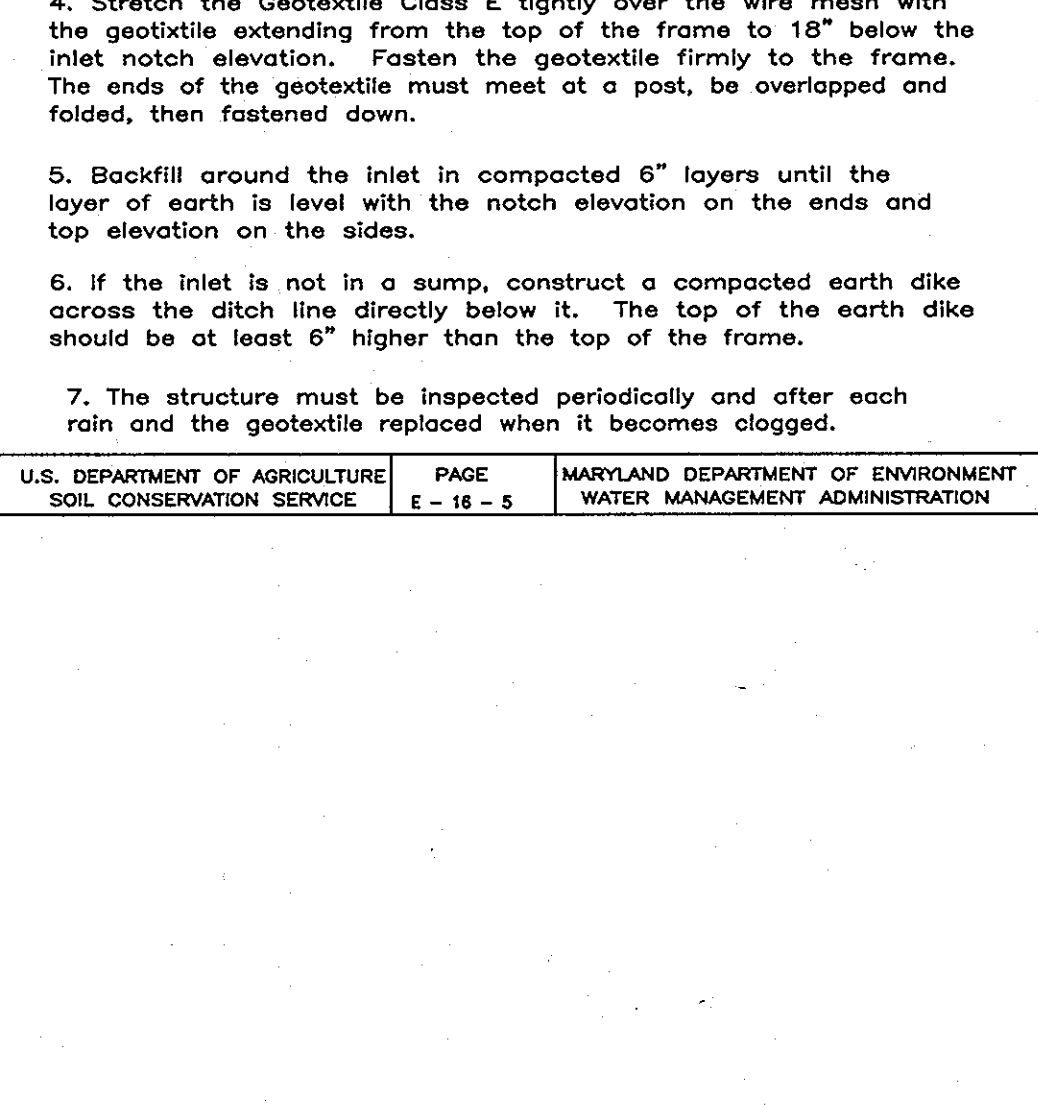 4. Stretch the Geotextile Class E tightly over the wire mesh with
the geotixtile extending from the top of the frame to 18" below the
inlet notch elevation. Fasten the geotextile firmly to the frame.
The ends of the geotextile must meet at a post, be overlapped and
folded, then fastened down.
5. Backfill around the inlet in compacted 6" layers until the
layer of earth is level with the notch elevation on the ends and
top elevation on the sides.
6. If the inlet is not in a sump, construct a compacted earth dike
across the ditch line directly below it. The top of the earth dike
should be at least 6" higher than the top of the frame.
7. The structure must be inspected periodically and after each
rain and the geotextile replaced when it becomes clogged.
U.S. DEPARTMENT OF AGRICULTURE
SOIL CONSERVATION SERVICE
PAGE
E - 16 - 5
MARYLAND DEPARTMENT OF ENVIRONMENT
WATER MANAGEMENT ADMINISTRATION